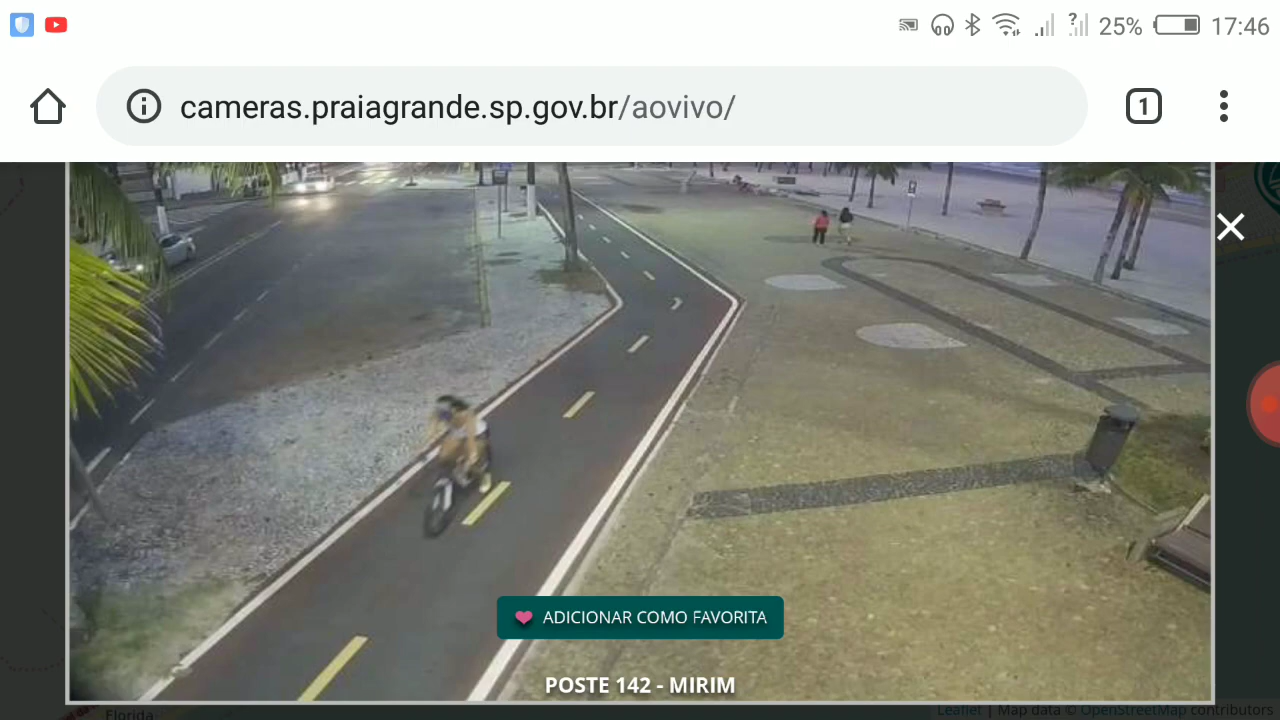 25% 17:46
cameras.praiagrande.sp.gov.br/aovivo/
1
ADICIONAR COMO FAVORITA
POSTE 142 - MIRIM
Florida
Leaflet | Map data © OpenStreetMap contributors